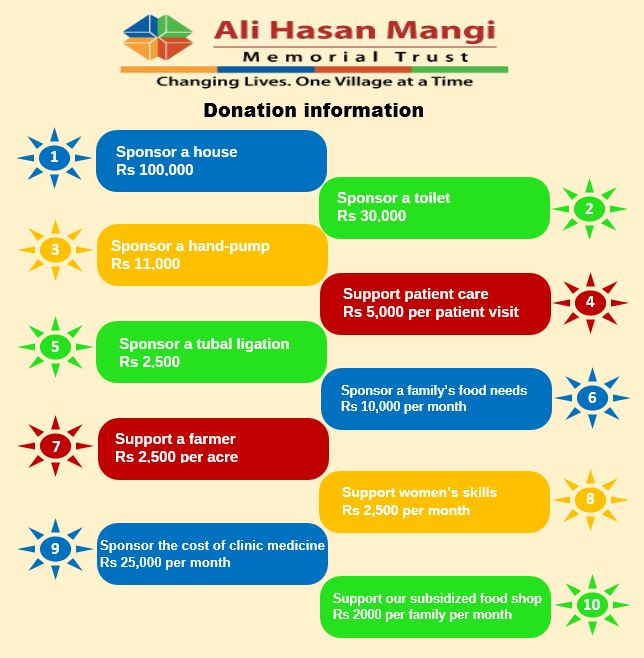 Ali Hasan Mangi
Memorial Trust
Changing Lives. One Village at a Time
Donation information
1
Sponsor a house
Rs 100,000
2
Sponsor a toilet
Rs 30,000
3
Sponsor a hand-pump
Rs 11,000
4
Support patient care
Rs 5,000 per patient visit
5
Sponsor a tubal ligation
Rs 2,500
6
Sponsor a family's food needs
Rs 10,000 per month
7
Support a farmer
Rs 2,500 per acre
8
Support women's skills
Rs 2,500 per month
9
Sponsor the cost of clinic medicine
Rs 25,000 per month
10
Support our subsidized food shop
Rs 2000 per family per month